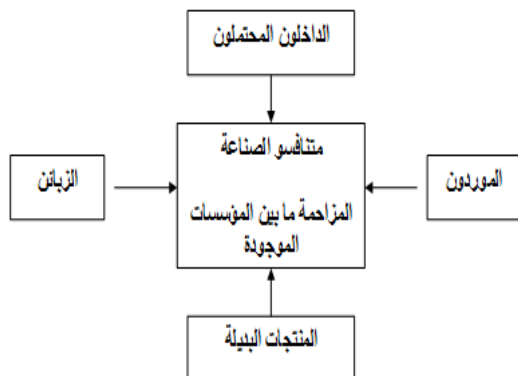 الداخلون المحتملون
متنافسو الصناعة
المزاحمة ما بين المؤسسات
الموجودة
الموردون
الزبائن
المنتجات البديلة